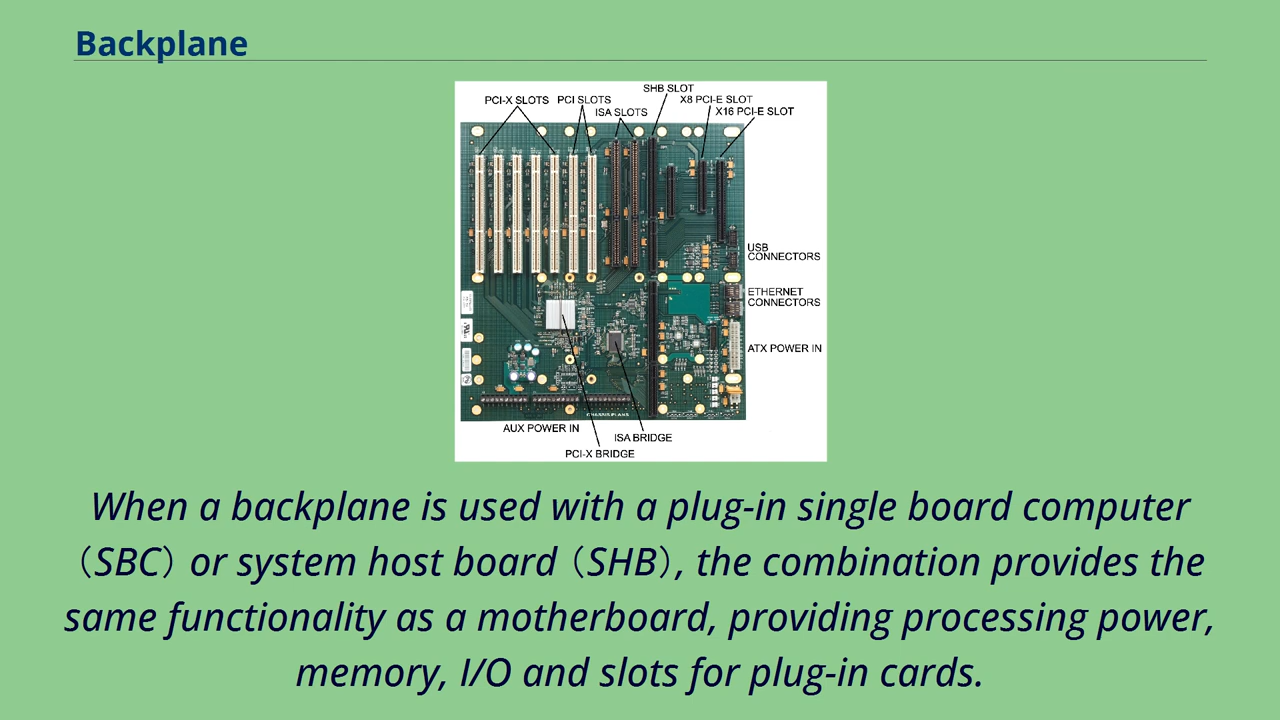 Backplane
SHB SLOT
PCI-X SLOTS
PCI SLOTS
X8 PCI-E SLOT
ISA SLOTS
X16 PCI-E SLOT
USB
CONNECTORS
ETHERNET
CONNECTORS
ATX POWER IN
CHASSIS PLANS
AUX POWER IN
ISA BRIDGE
PCI-X BRIDGE
When a backplane is used with a plug-in single board computer
（SBC） or system host board （SHB）, the combination provides the
same functionality as a motherboard, providing processing power,
memory, I/O and slots for plug-in cards.